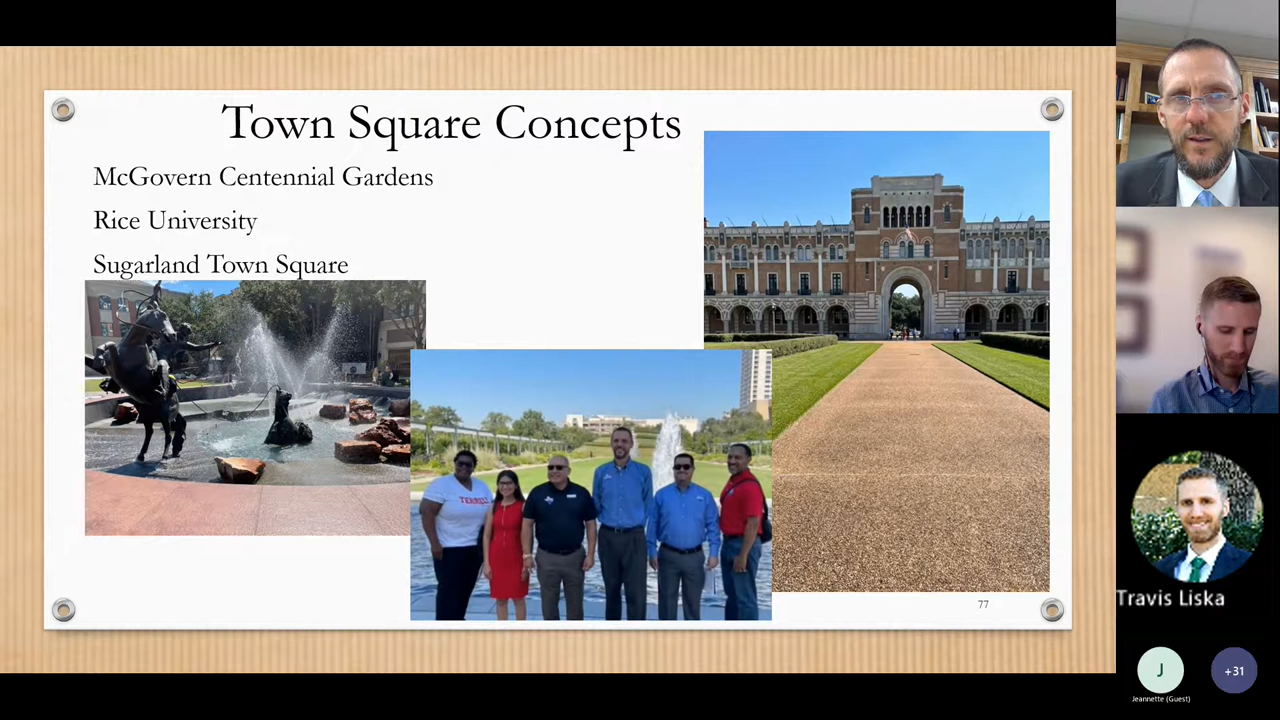 Town Square Concepts
McGovern Centennial Gardens
Rice University
Sugarland Town Square
TERRELL
77
Travis Liska
J
+31
Jeannette (Guest)